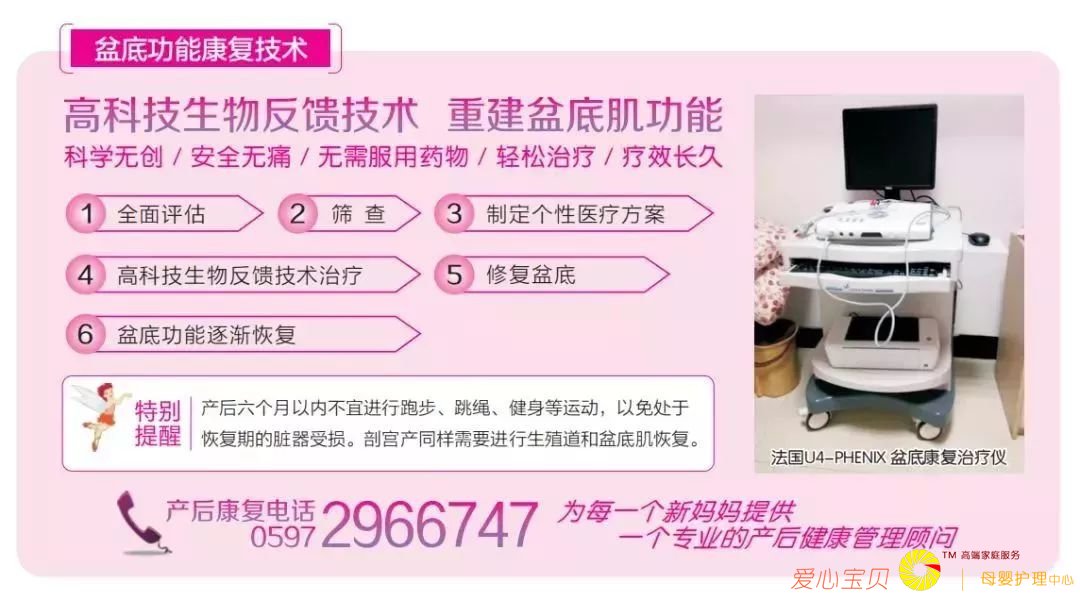 盆底功能康复技术
高科技生物反馈技术 重建盆底肌功能
科学无创 / 安全无痛 / 无需服用药物 / 轻松治疗 / 疗效长久
1 全面评估
2 筛 查
3 制定个性医疗方案
4 高科技生物反馈技术治疗
5 修复盆底
6 盆底功能逐渐恢复
特别
提醒
产后六个月以内不宜进行跑步、跳绳、健身等运动，以免处于
恢复期的脏器受损。剖宫产同样需要进行生殖道和盆底肌恢复。
法国U4-PHENIX 盆底康复治疗仪
产后康复电话
0597 2966747
为每一个新妈妈提供
一个专业的产后健康管理顾问
爱心宝贝
TM 高端家庭服务
母婴护理中心